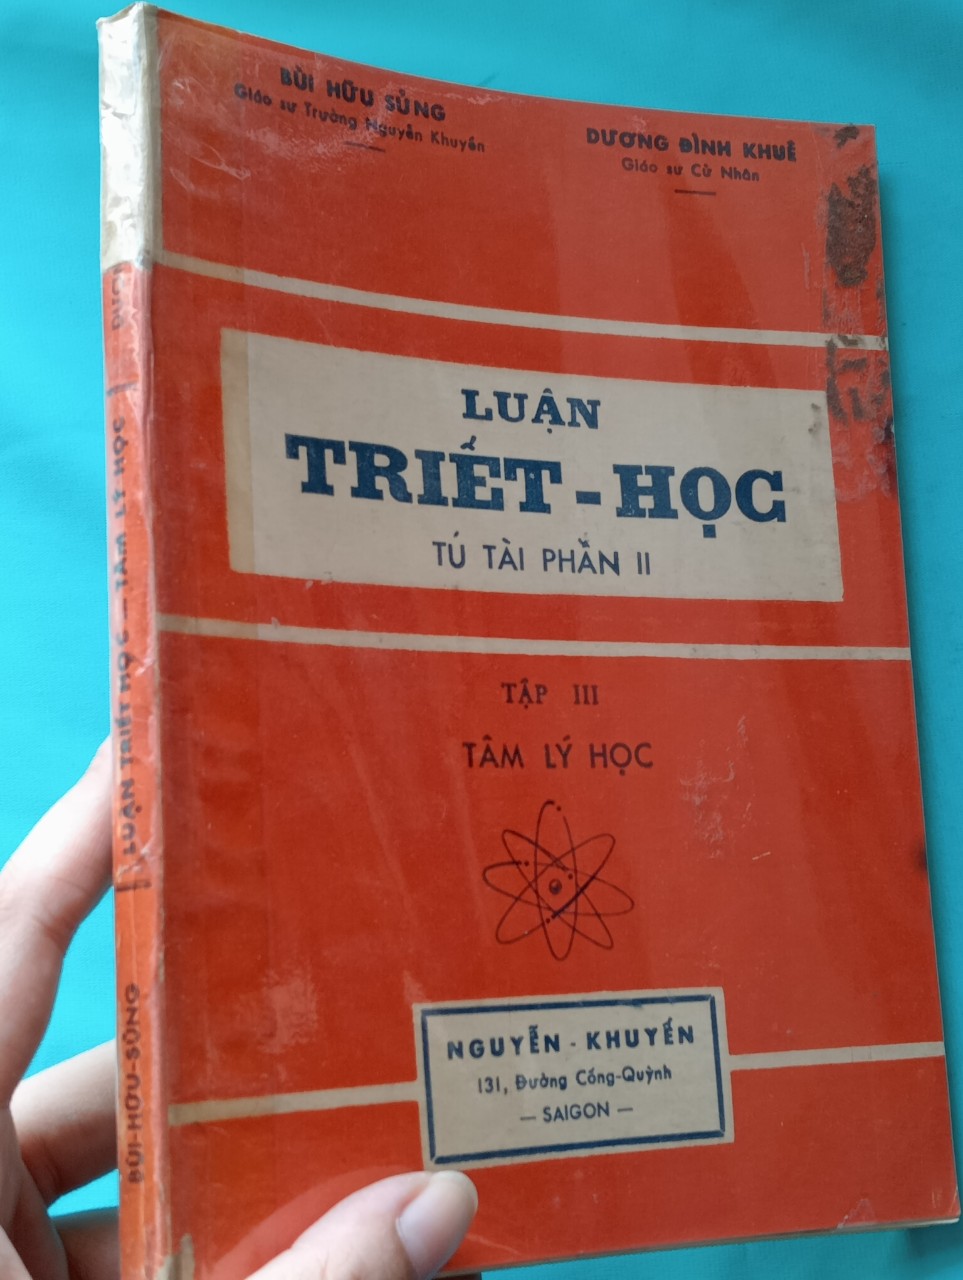 BÙI HỮU SỦNG
Giáo sư Trường Nguyễn Khuyến
DƯƠNG ĐÌNH KHUÊ
Giáo sư Cử Nhân
LUẬN
TRIẾT - HỌC
TÚ TÀI PHẦN II
TẬP III
TÂM LÝ HỌC
NGUYỄN - KHUYẾN
131, Đường Cống-Quỳnh
— SAIGON —
BÙI-HỮU-SỦNG
LUẬN TRIẾT HỌC — TÂM LÝ HỌC